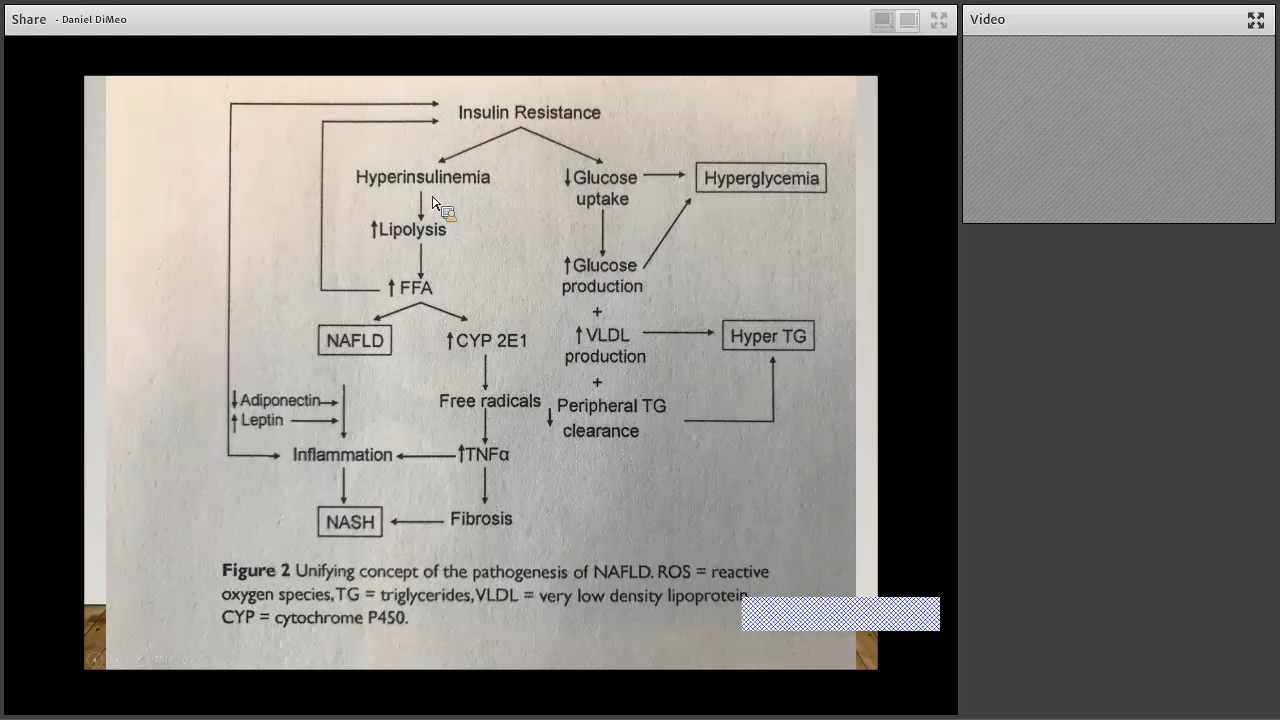 Share - Daniel DiMeo
Video
Insulin Resistance
Hyperinsulinemia
↓Glucose
uptake
Hyperglycemia
↑Lipolysis
↑Glucose
production
↑ FFA
+
NAFLD
↑CYP 2E1
↑VLDL
production
Hyper TG
+
↓Adiponectin
↑Leptin
Free radicals
↓ Peripheral TG
clearance
Inflammation
↑TNFα
NASH
Fibrosis
Figure 2 Unifying concept of the pathogenesis of NAFLD. ROS = reactive
oxygen species, TG = triglycerides, VLDL = very low density lipoprotein,
CYP = cytochrome P450.